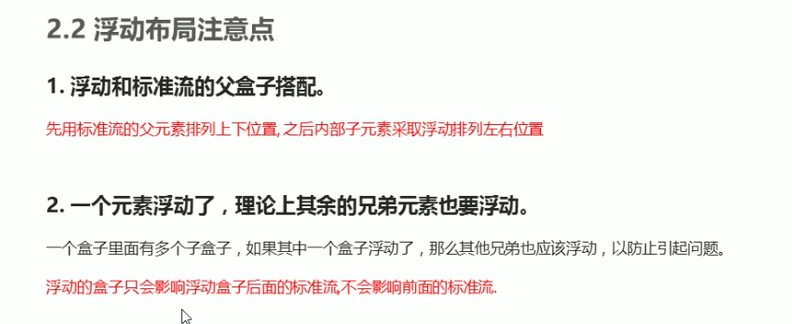 2.2 浮动布局注意点
1. 浮动和标准流的父盒子搭配。
先用标准流的父元素排列上下位置, 之后内部子元素采取浮动排列左右位置
2. 一个元素浮动了，理论上其余的兄弟元素也要浮动。
一个盒子里面有多个子盒子，如果其中一个盒子浮动了，那么其他兄弟也应该浮动，以防止引起问题。
浮动的盒子只会影响浮动盒子后面的标准流,不会影响前面的标准流.